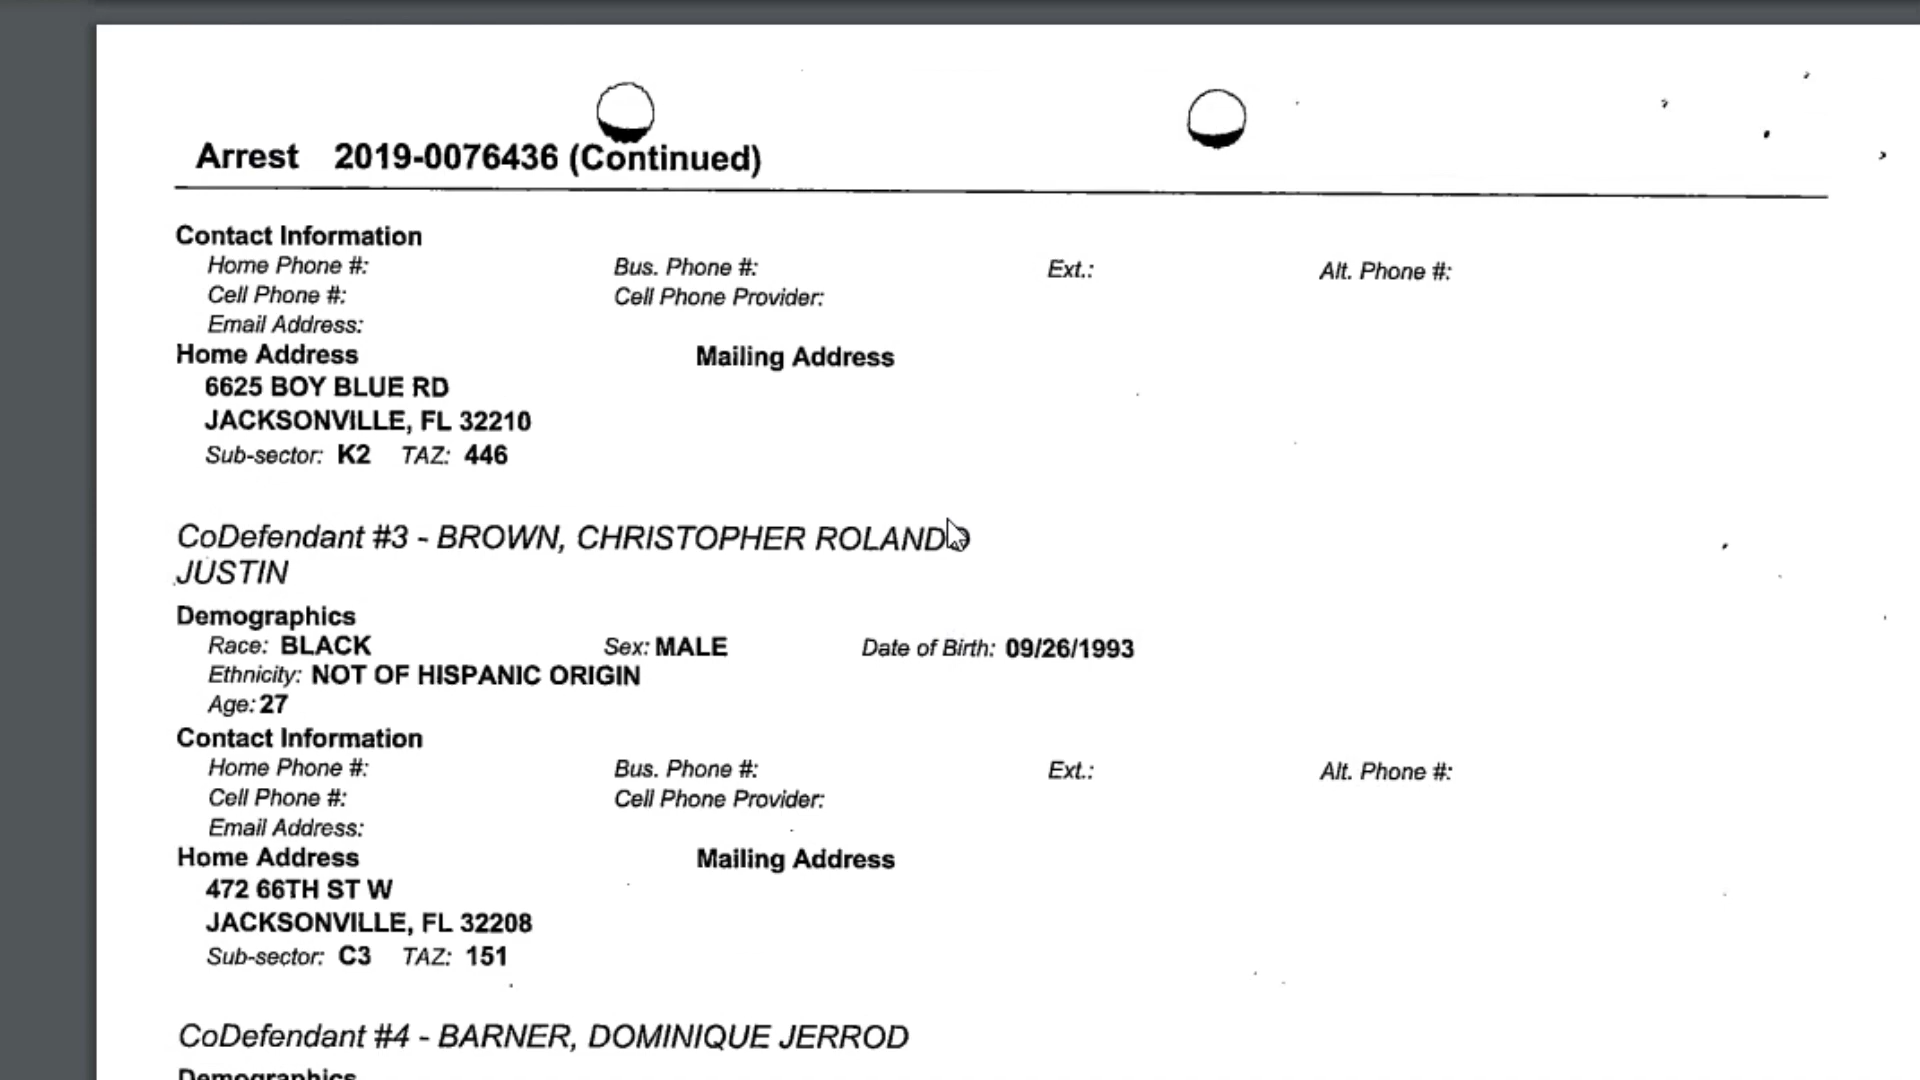 Arrest 2019-0076436 (Continued)
Contact Information
Home Phone #: Bus. Phone #: Ext.: Alt. Phone #:
Cell Phone #: Cell Phone Provider:
Email Address:
Home Address Mailing Address
6625 BOY BLUE RD
JACKSONVILLE, FL 32210
Sub-sector: K2 TAZ: 446
CoDefendant #3 - BROWN, CHRISTOPHER ROLANDO
JUSTIN
Demographics
Race: BLACK Sex: MALE Date of Birth: 09/26/1993
Ethnicity: NOT OF HISPANIC ORIGIN
Age: 27
Contact Information
Home Phone #: Bus. Phone #: Ext.: Alt. Phone #:
Cell Phone #: Cell Phone Provider:
Email Address:
Home Address Mailing Address
472 66TH ST W
JACKSONVILLE, FL 32208
Sub-sector: C3 TAZ: 151
CoDefendant #4 - BARNER, DOMINIQUE JERROD
Demographics